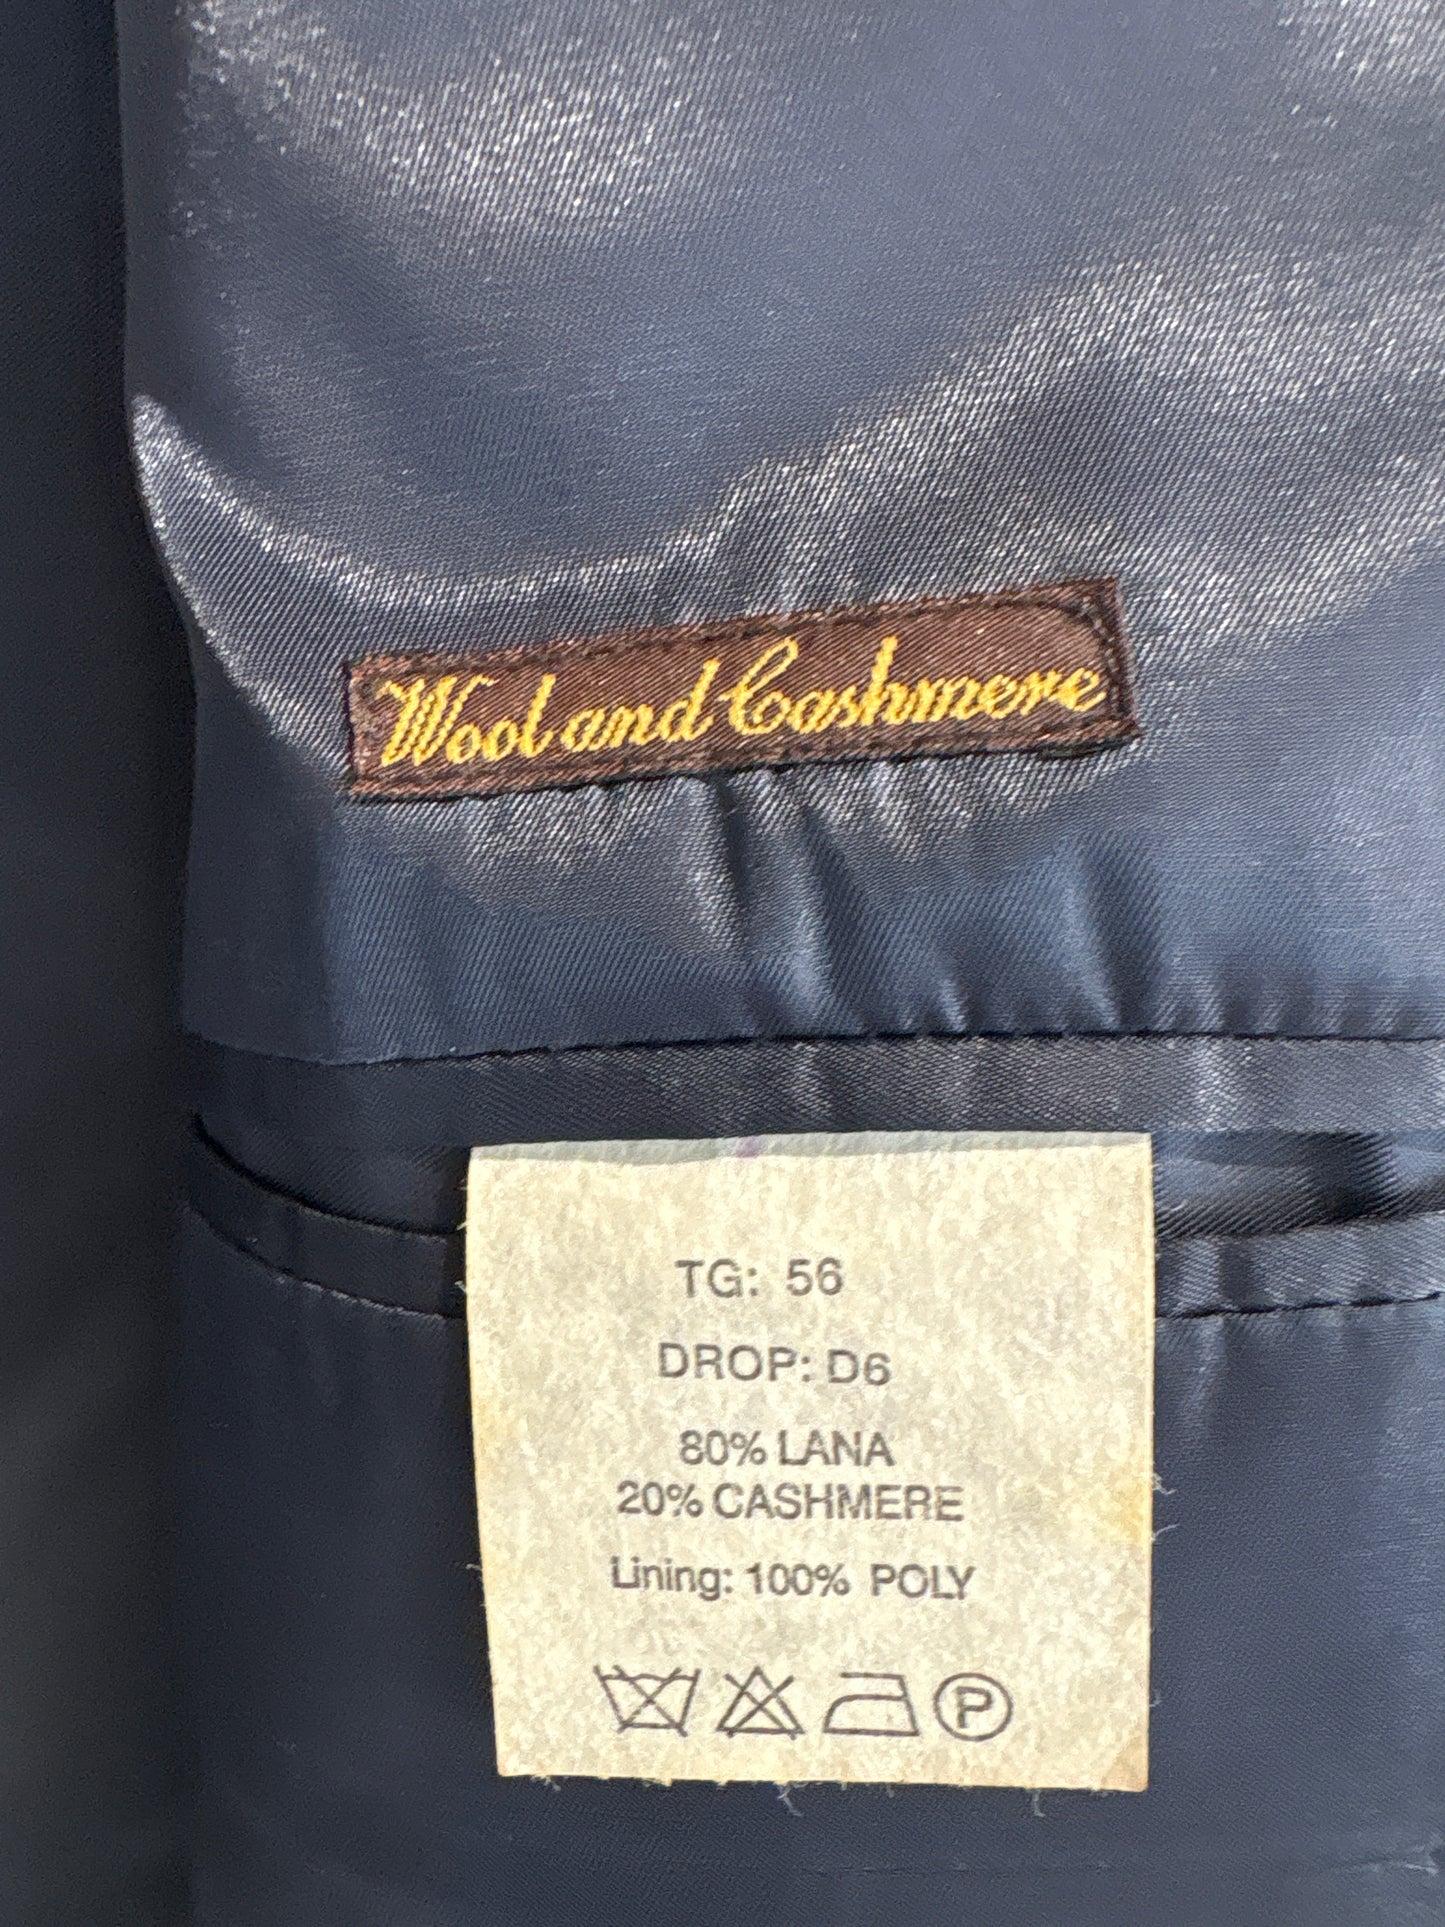 Wool and Cashmere
TG: 56
DROP: D6
80% LANA
20% CASHMERE
Lining: 100% POLY
P